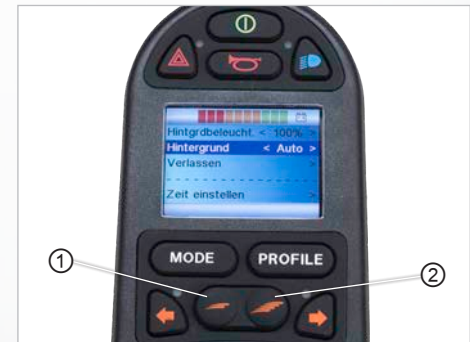 Hintgrdbeleucht. < 100% >
Hintergrund < Auto >
Verlassen >
Zeit einstellen >
MODE PROFILE
1 2